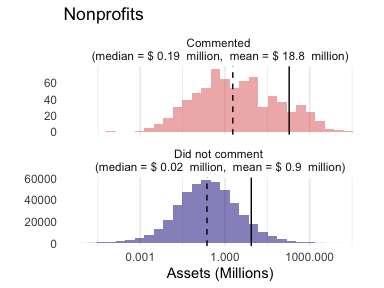 Nonprofits
Commented
(median = $ 0.19 million, mean = $ 18.8 million)
60
40
20
0
Did not comment
(median = $ 0.02 million, mean = $ 0.9 million)
60000
40000
20000
0
0.001 1.000 1000.000
Assets (Millions)